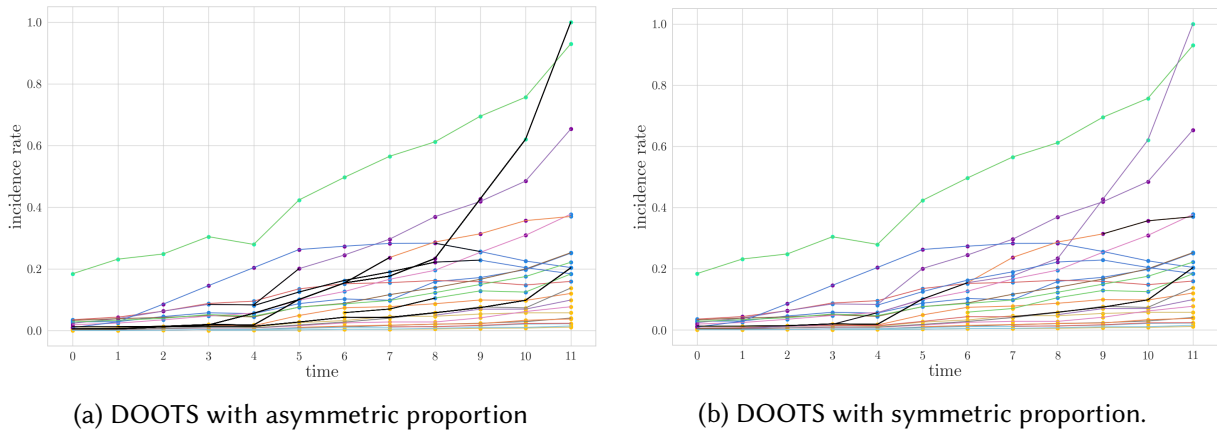 1.0
0.8
0.6
0.4
0.2
0.0
incidence rate
0 1 2 3 4 5 6 7 8 9 10 11
time
(a) DOOTS with asymmetric proportion
1.0
0.8
0.6
0.4
0.2
0.0
incidence rate
0 1 2 3 4 5 6 7 8 9 10 11
time
(b) DOOTS with symmetric proportion.